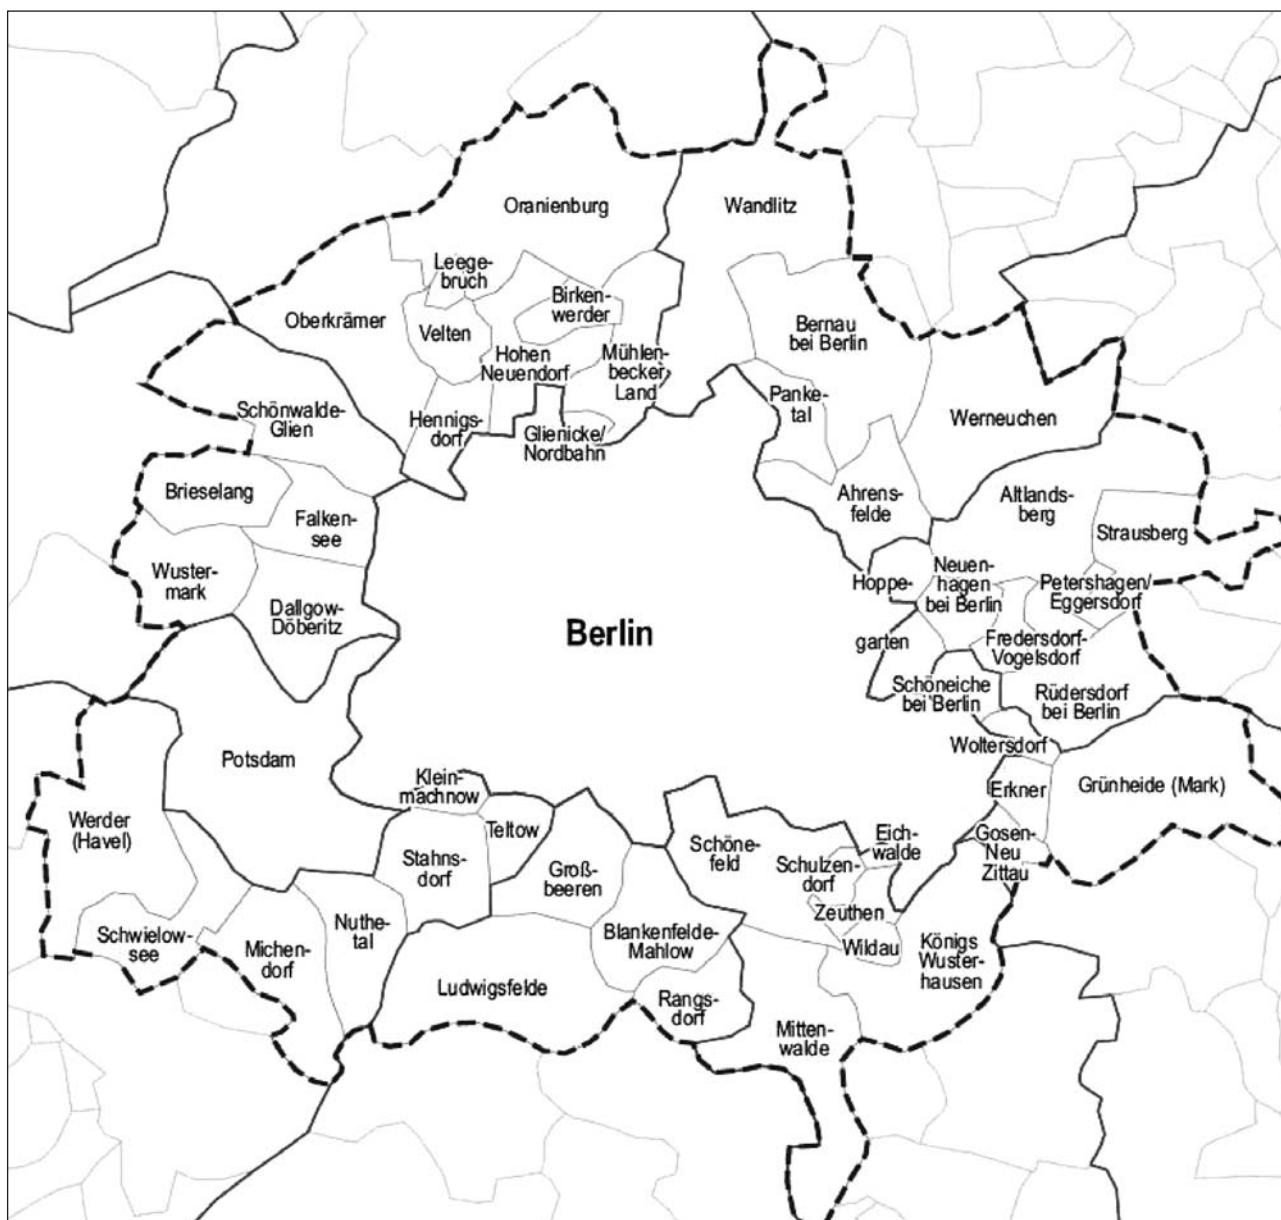 Oranienburg
Wandlitz
Leege-
bruch
Birken-
werder
Oberkrämer
Velten
Bernau
bei Berlin
Hohen
Neuendorf
Mühlen-
becker
Land
Panke-
tal
Schönwalde-
Glien
Hennigs-
dorf
Glienicke/
Nordbahn
Werneuchen
Brieselang
Ahrens-
felde
Altlands-
berg
Falken-
see
Strausberg
Wuster-
mark
Hoppe-
garten
Neuen-
hagen
bei Berlin
Petershagen/
Eggersdorf
Dallgow-
Döberitz
Berlin
Fredersdorf-
Vogelsdorf
Schöneiche
bei Berlin
Rüdersdorf
bei Berlin
Potsdam
Woltersdorf
Klein-
machnow
Erkner
Grünheide (Mark)
Werder
(Havel)
Teltow
Stahns-
dorf
Groß-
beeren
Schöne-
feld
Schulzen-
dorf
Eich-
walde
Gosen-
Neu
Zittau
Zeuthen
Schwielow-
see
Michen-
dorf
Nuthe-
tal
Blankenfelde-
Mahlow
Wildau
Königs
Wuster-
hausen
Ludwigsfelde
Rangs-
dorf
Mitten-
walde